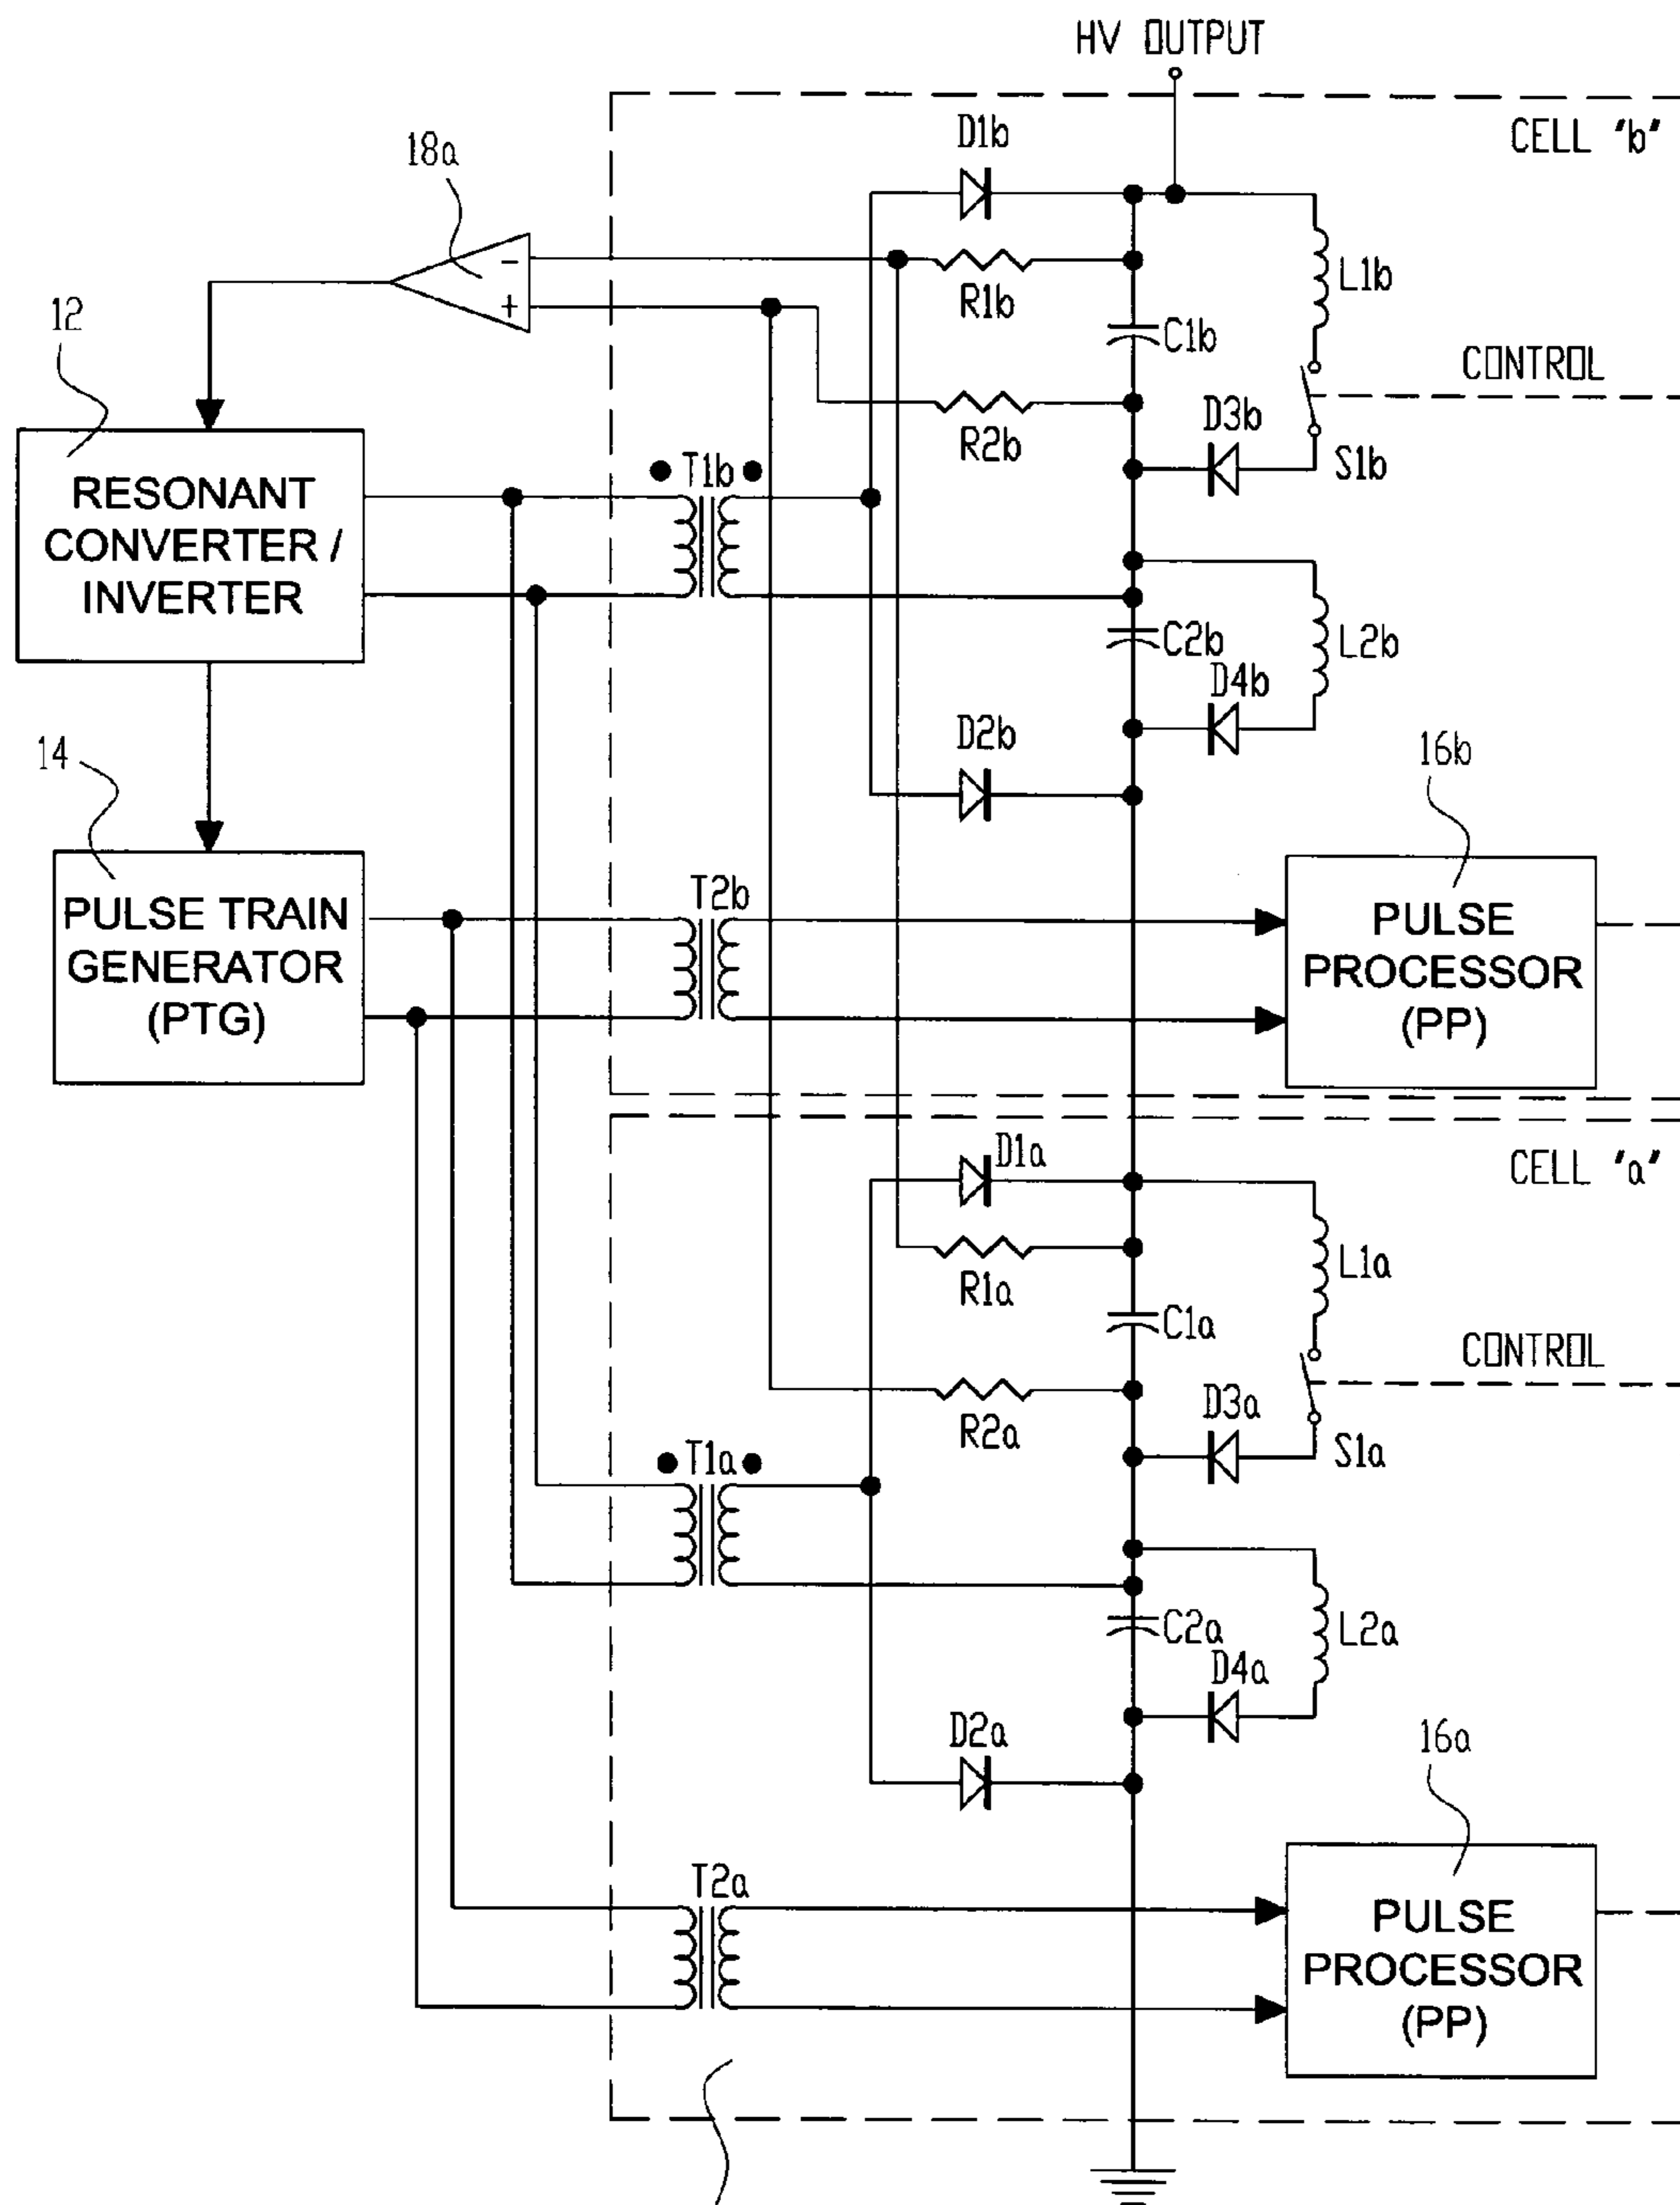 HV OUTPUT
CELL "b"
D1b
18a
L1b
R1b
12
C1b
CONTROL
D3b
R2b
S1b
T1b
RESONANT
CONVERTER /
INVERTER
C2b
L2b
D4b
D2b
14
16b
T2b
PULSE TRAIN
GENERATOR
(PTG)
PULSE
PROCESSOR
(PP)
D1a
CELL "a"
L1a
R1a
C1a
CONTROL
D3a
R2a
S1a
T1a
C2a
L2a
D4a
D2a
16a
T2a
PULSE
PROCESSOR
(PP)
−
+